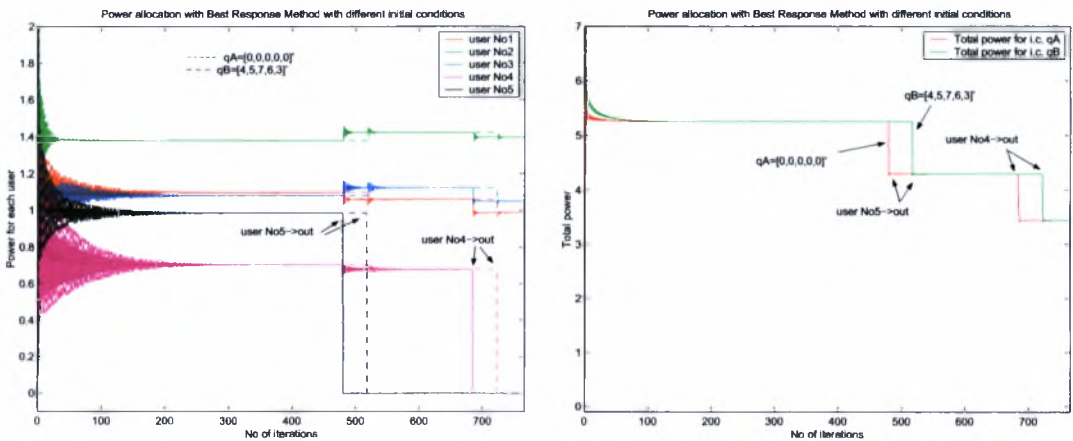 Power allocation with Best Response Method with different initial conditions
2
1.8
1.6
1.4
1.2
1
0.8
0.6
0.4
0.2
0
Power for each user
qA=[0,0,0,0,0]'
qB=[4,5,7,6,3]'
user No1
user No2
user No3
user No4
user No5
user No5->out
user No4->out
0
100
200
300
400
500
600
700
No of iterations
Power allocation with Best Response Method with different initial conditions
7
6
5
4
3
2
1
0
Total power
Total power for i.c. qA
Total power for i.c. qB
qB=[4,5,7,6,3]'
qA=[0,0,0,0,0]'
user No4->out
user No5->out
0
100
200
300
400
500
600
700
No of iterations